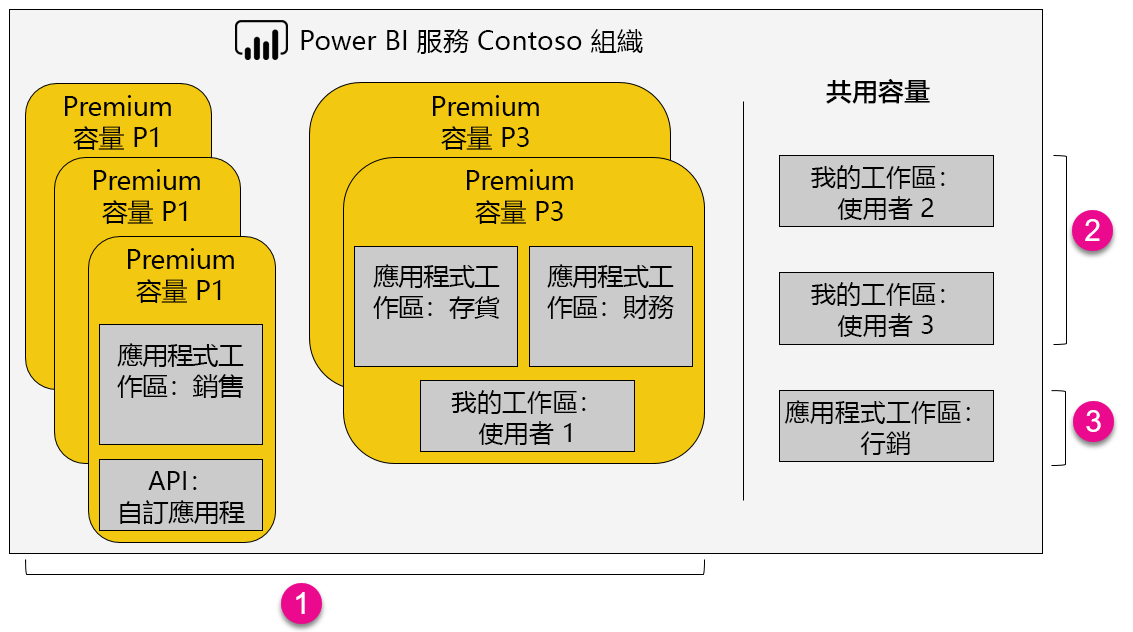 Power BI 服務 Contoso 組織
Premium
容量 P1
Premium
容量 P1
Premium
容量 P1
應用程式工
作區：銷售
API：
自訂應用程
Premium
容量 P3
Premium
容量 P3
應用程式工
作區：存貨
應用程式工
作區：財務
我的工作區：
使用者 1
共用容量
我的工作區：
使用者 2
我的工作區：
使用者 3
應用程式工作區：
行銷
2
3
1